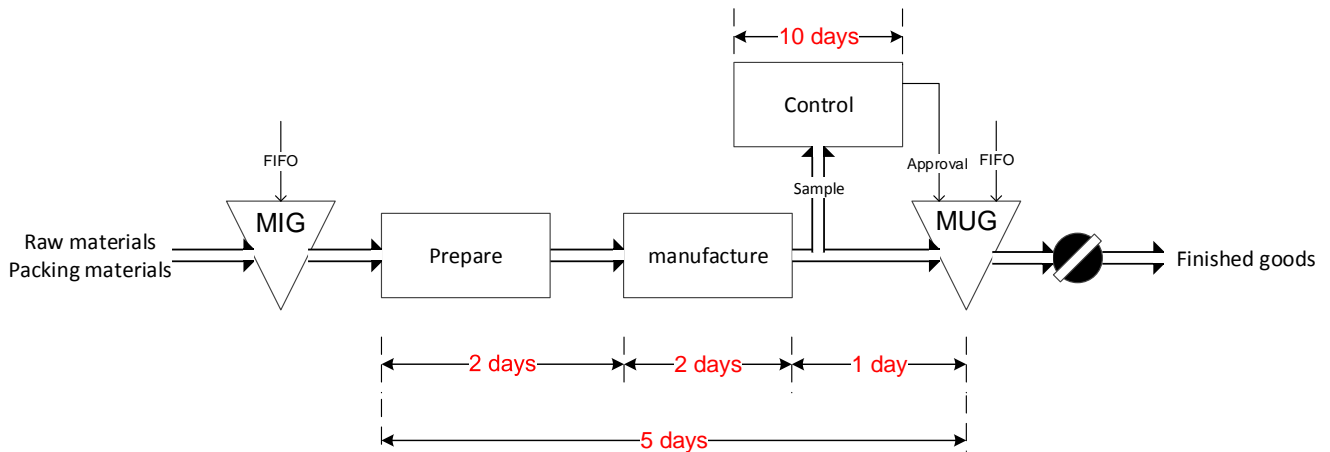 10 days
Control
FIFO
Approval
FIFO
Sample
MIG
MUG
Raw materials
Packing materials
Prepare
manufacture
Finished goods
2 days
2 days
1 day
5 days